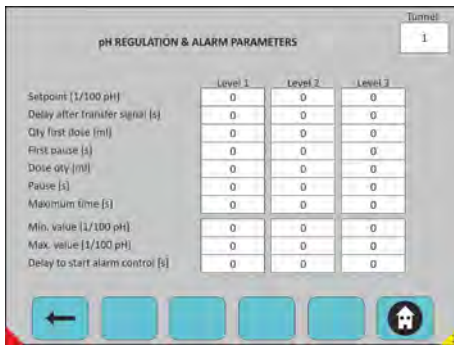 Tunnel
pH REGULATION & ALARM PARAMETERS 1
Level 1 Level 2 Level 3
Setpoint (1/100 pH) 0 0 0
Delay after transfer signal (s) 0 0 0
Qty first dose (ml) 0 0 0
First pause (s) 0 0 0
Dose qty (ml) 0 0 0
Pause (s) 0 0 0
Maximum time (s) 0 0 0
Min. value (1/100 pH) 0 0 0
Max. value (1/100 pH) 0 0 0
Delay to start alarm control (s) 0 0 0